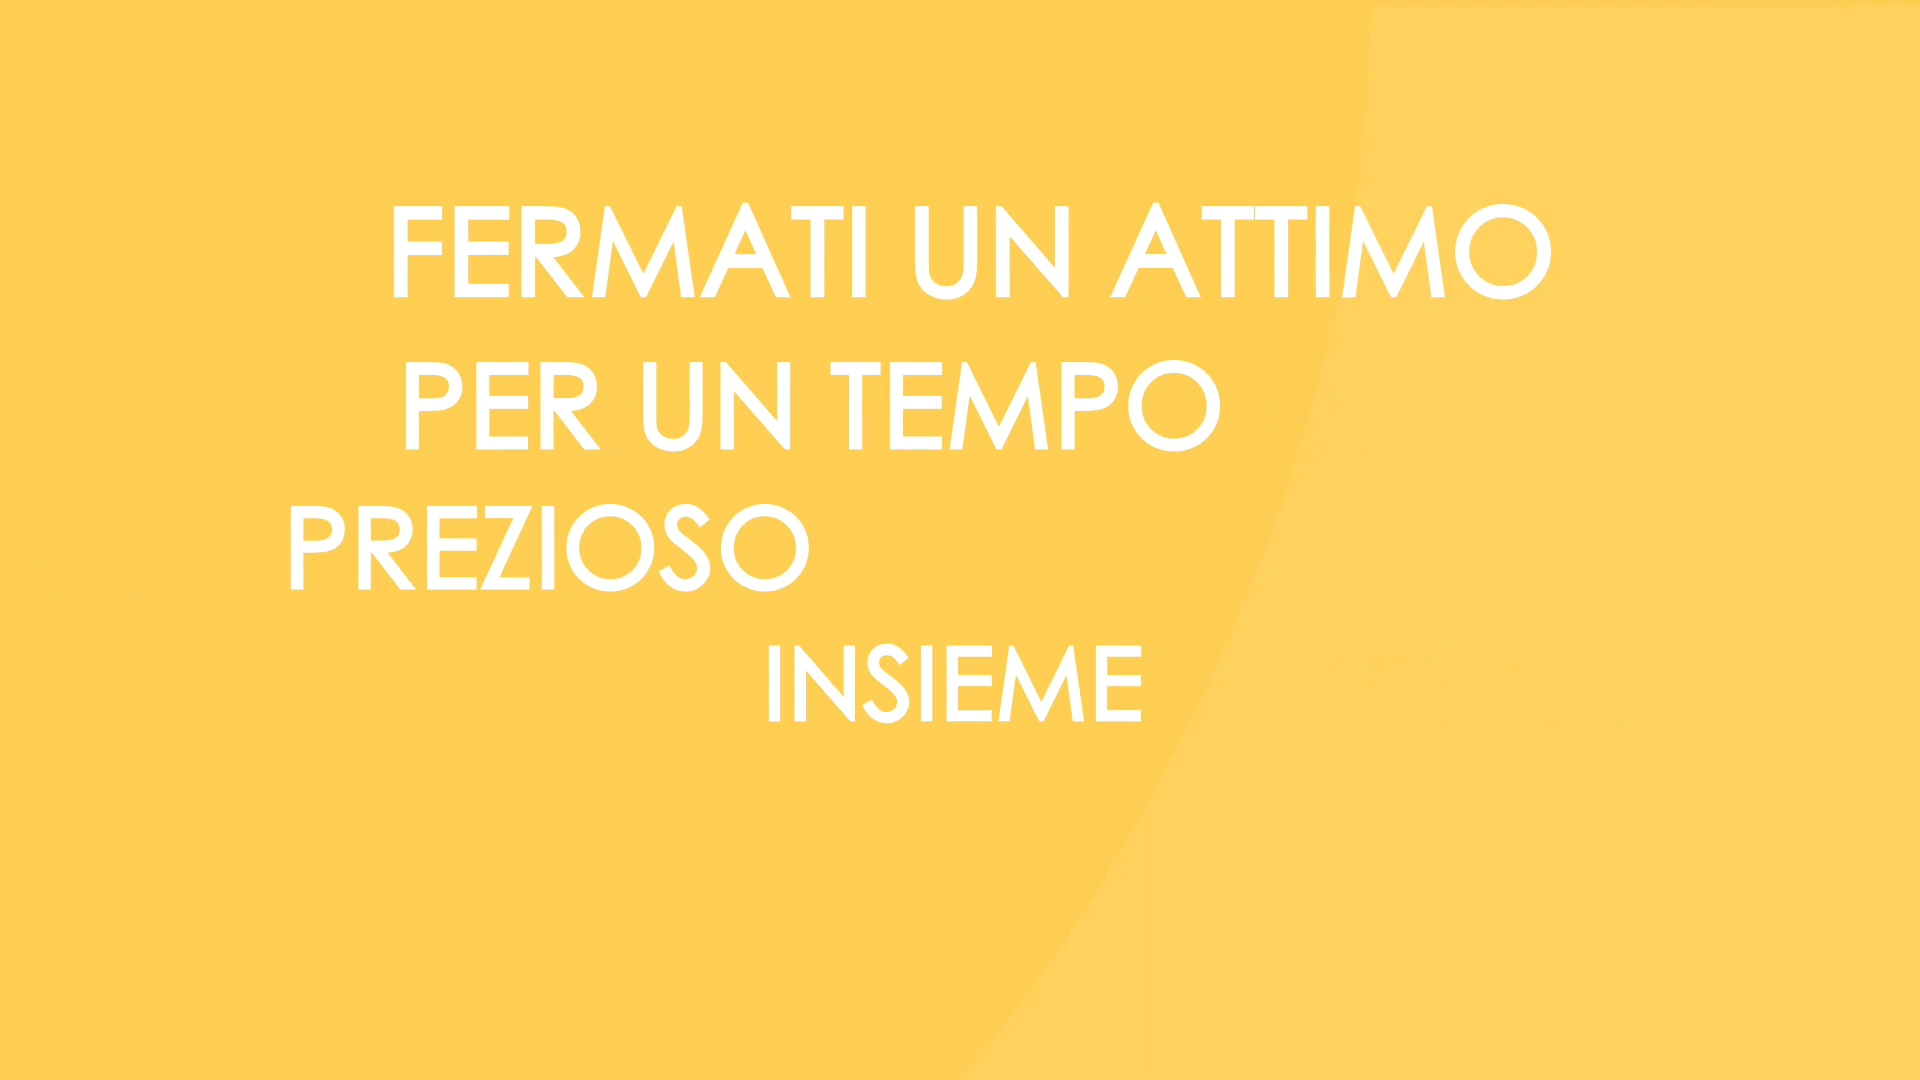 FERMATI UN ATTIMO
PER UN TEMPO
PREZIOSO
INSIEME